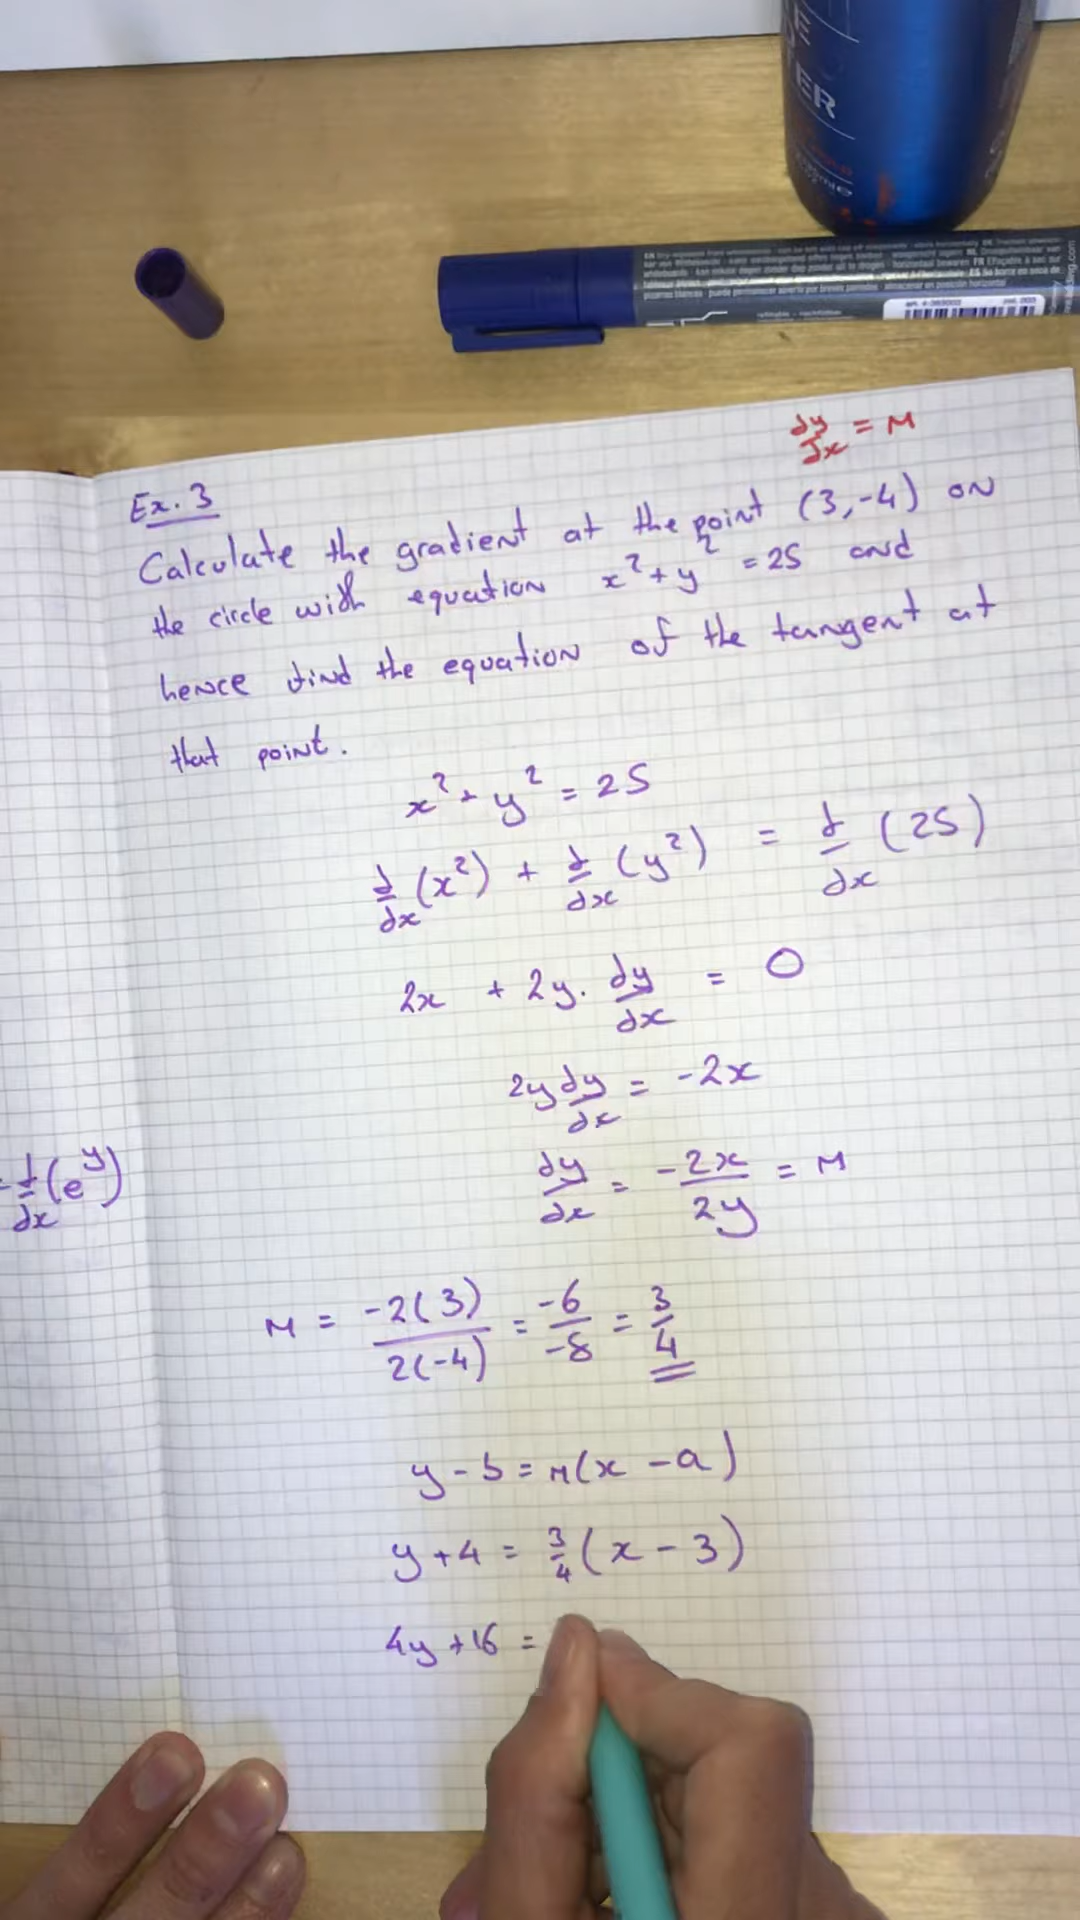 TER
dy/dx = M
Ex. 3
Calculate the gradient at the point (3,-4) on
the circle with equation x² + y² = 25 and
hence find the equation of the tangent at
that point.
x² + y² = 25
d/dx (x²) + d/dx (y²) = d/dx (25)
2x + 2y . dy/dx = 0
2y dy/dx = -2x
d/dx (e^y)
dy/dx = -2x/2y = M
M = -2(3)/2(-4) = -6/-8 = 3/4
y - b = M(x - a)
y + 4 = 3/4 (x - 3)
4y + 16 =